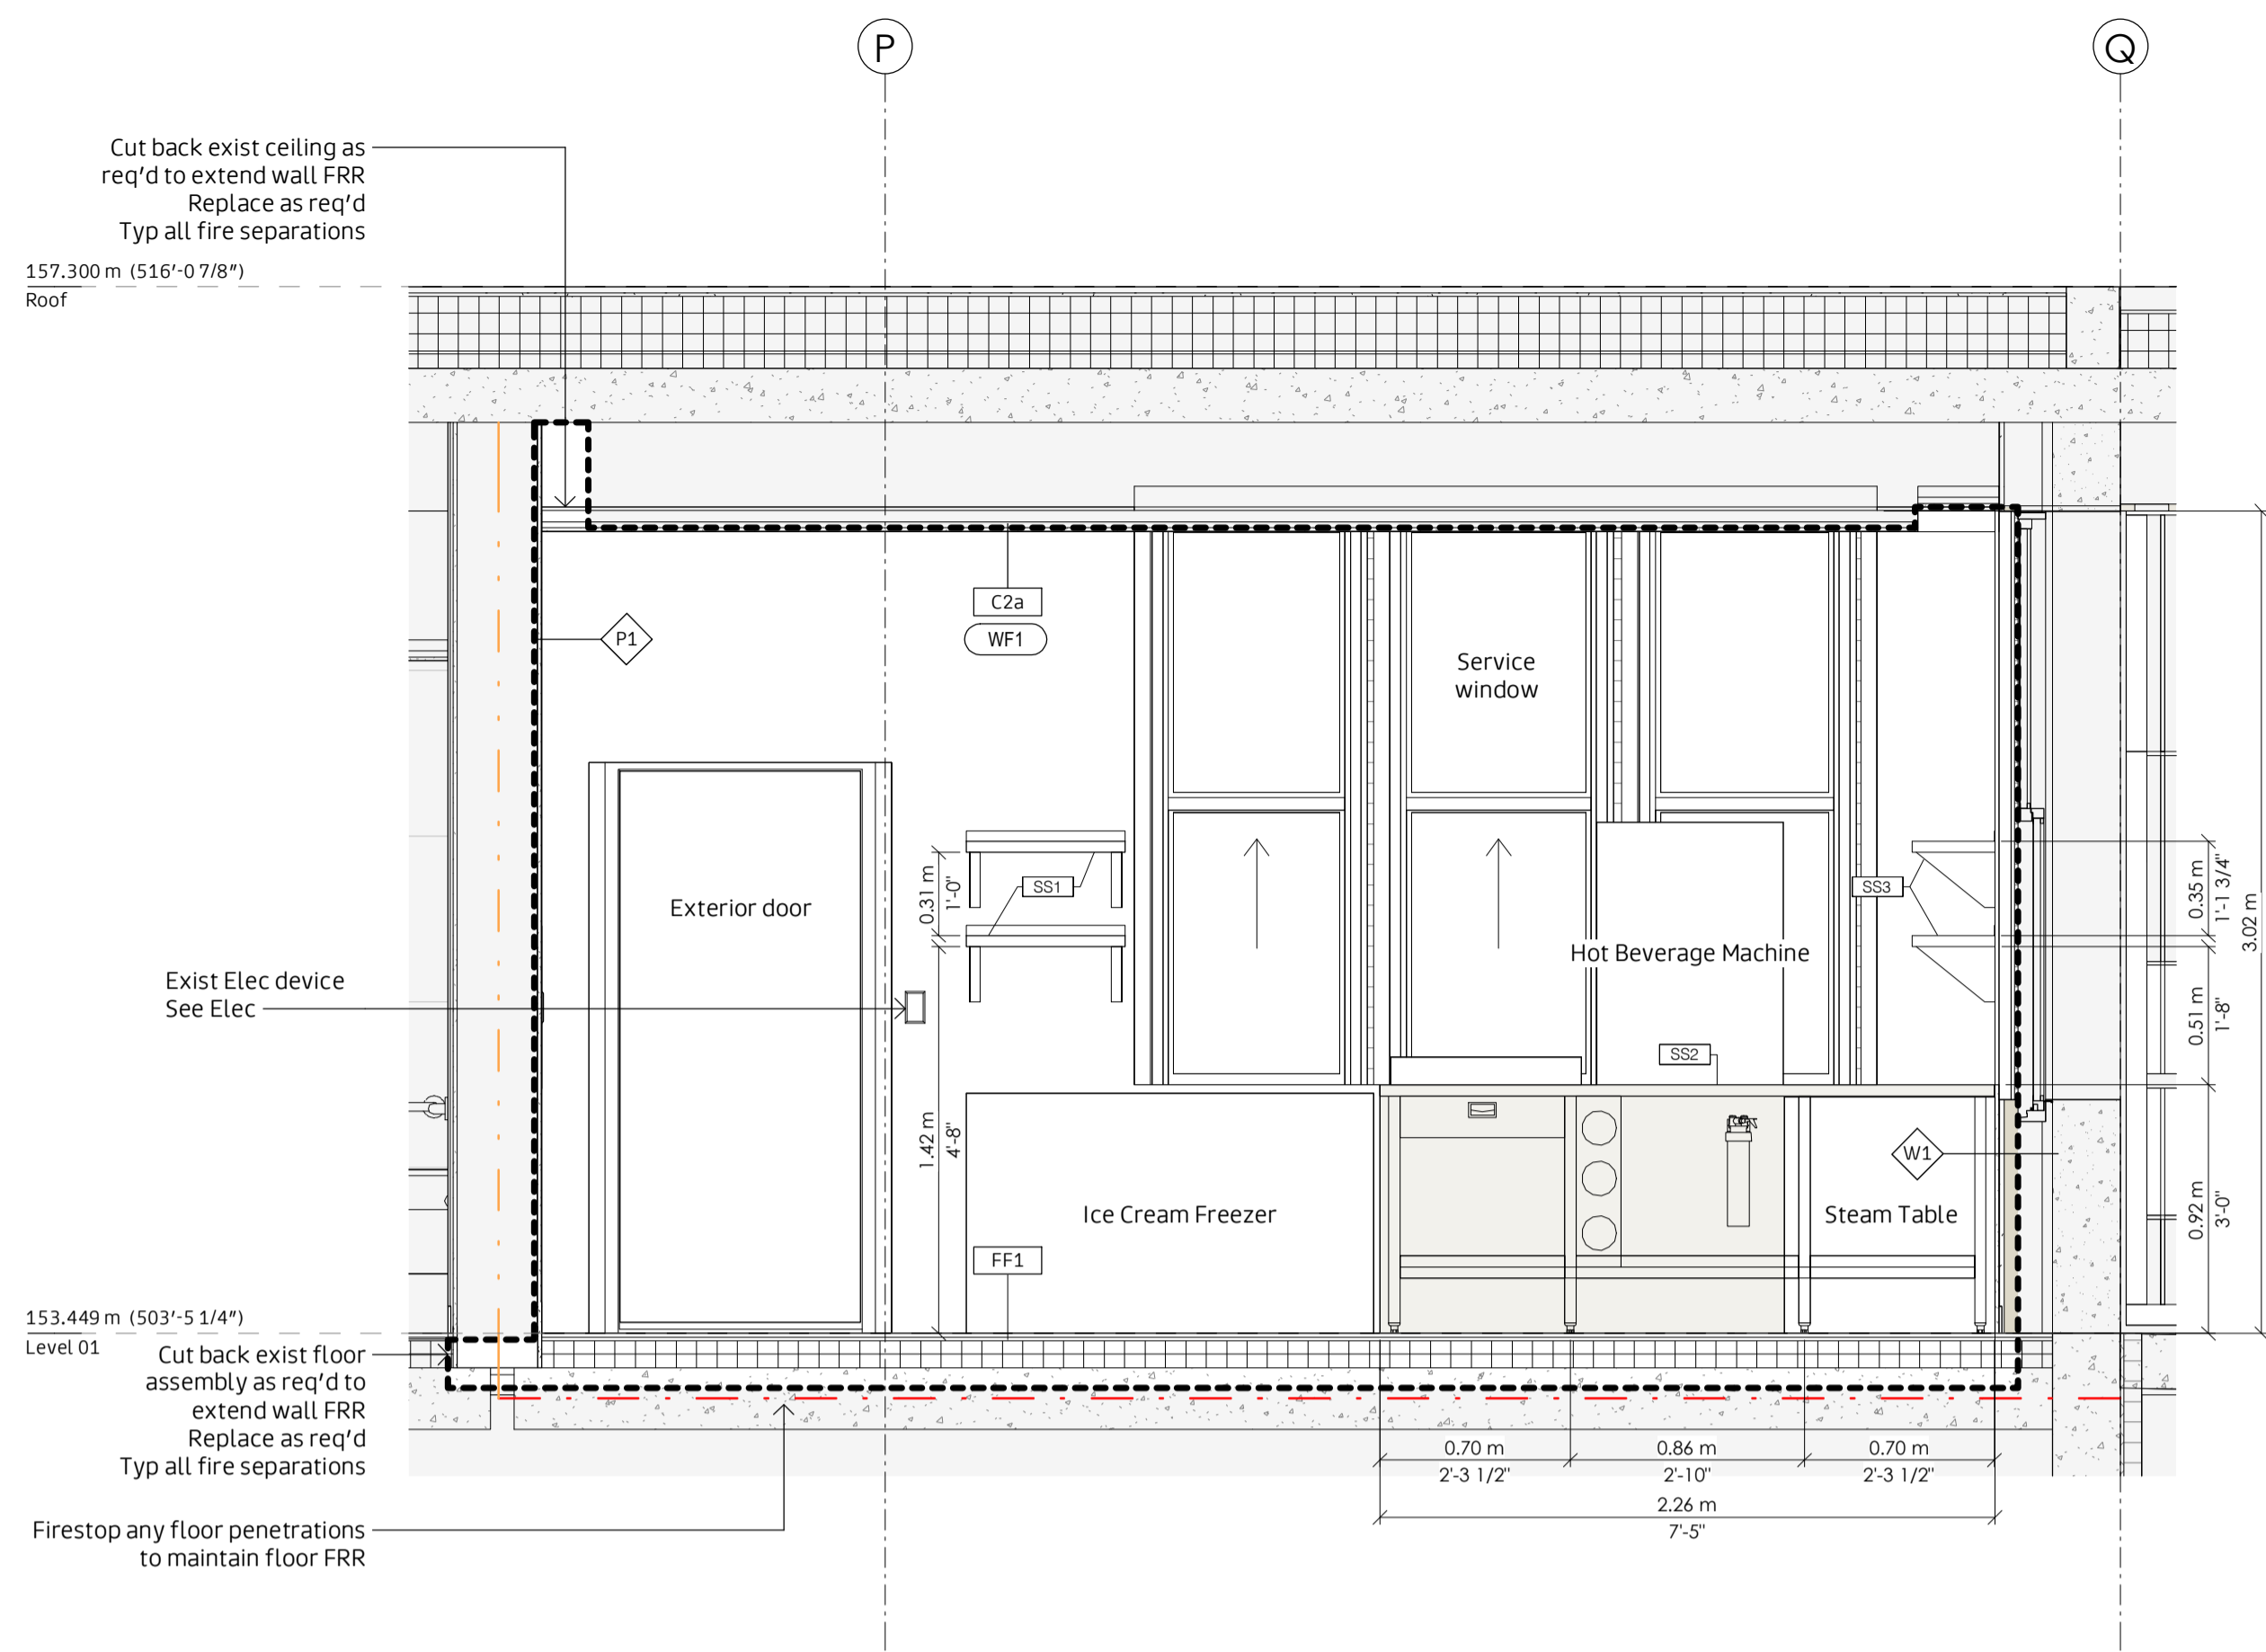 P
Q
Cut back exist ceiling as
req'd to extend wall FRR
Replace as req'd
Typ all fire separations
157.300 m (516'-0 7/8")
Roof
C2a
WF1
P1
Service
window
Exterior door
0.31 m
1'-0"
SS1
SS3
0.35 m
1'-1 3/4"
3.02 m
Hot Beverage Machine
Exist Elec device
See Elec
0.51 m
1'-8"
SS2
1.42 m
4'-8"
W1
Ice Cream Freezer
Steam Table
0.92 m
3'-0"
FF1
153.449 m (503'-5 1/4")
Level 01
Cut back exist floor
assembly as req'd to
extend wall FRR
Replace as req'd
Typ all fire separations
0.70 m
0.86 m
0.70 m
2'-3 1/2"
2'-10"
2'-3 1/2"
2.26 m
7'-5"
Firestop any floor penetrations
to maintain floor FRR